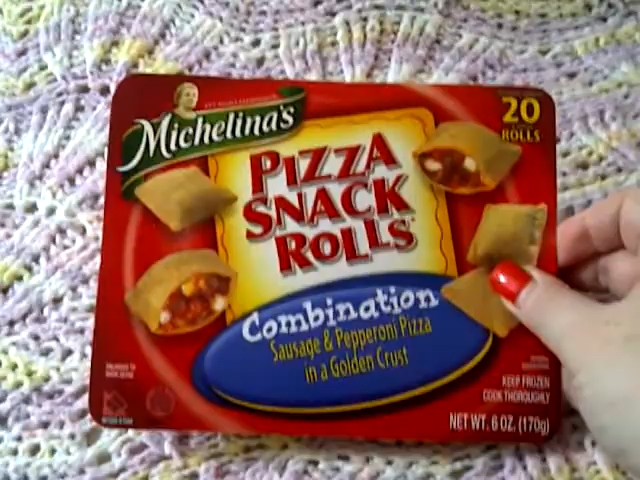 Michelina's
20
ROLLS
PIZZA
SNACK
ROLLS
Combination
Sausage & Pepperoni Pizza
in a Golden Crust
KEEP FROZEN
COOK THOROUGHLY
NET WT. 6 OZ. (170g)